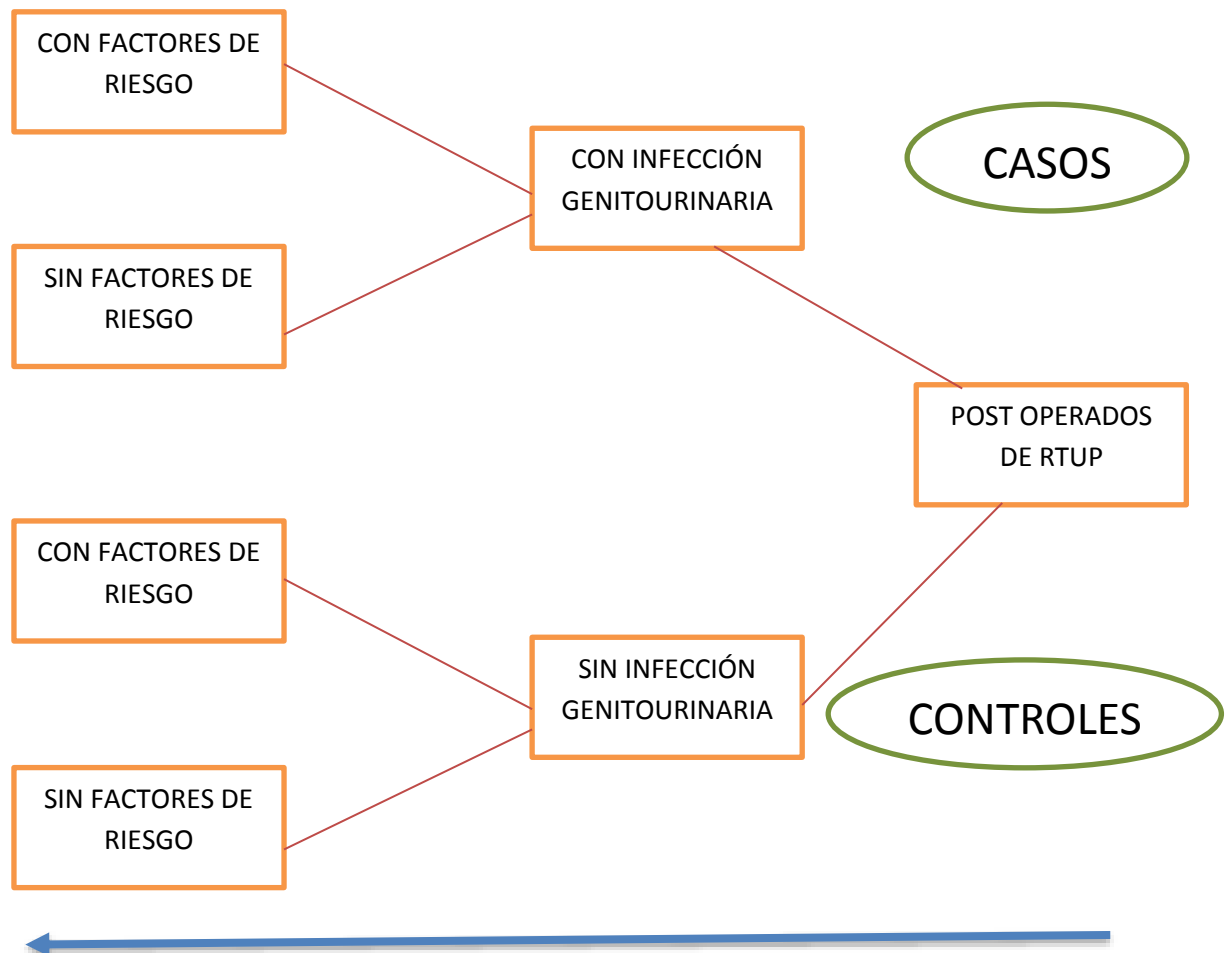 CON FACTORES DE
RIESGO
CON INFECCIÓN
GENITOURINARIA
CASOS
SIN FACTORES DE
RIESGO
POST OPERADOS
DE RTUP
CON FACTORES DE
RIESGO
SIN INFECCIÓN
GENITOURINARIA
CONTROLES
SIN FACTORES DE
RIESGO